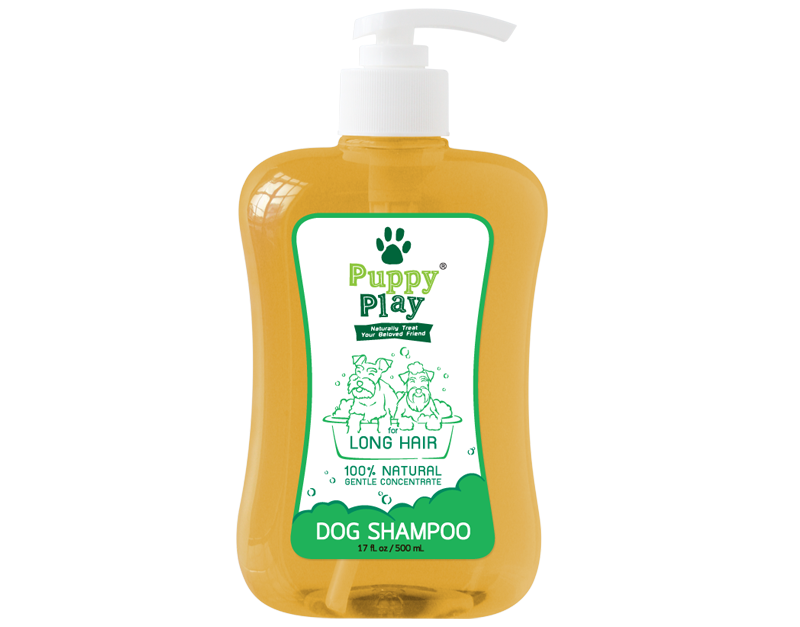 Puppy®
Play
Naturally Treat
Your Beloved Friend
for
LONG HAIR
100% NATURAL
GENTLE CONCENTRATE
DOG SHAMPOO
17 fl. oz / 500 mL